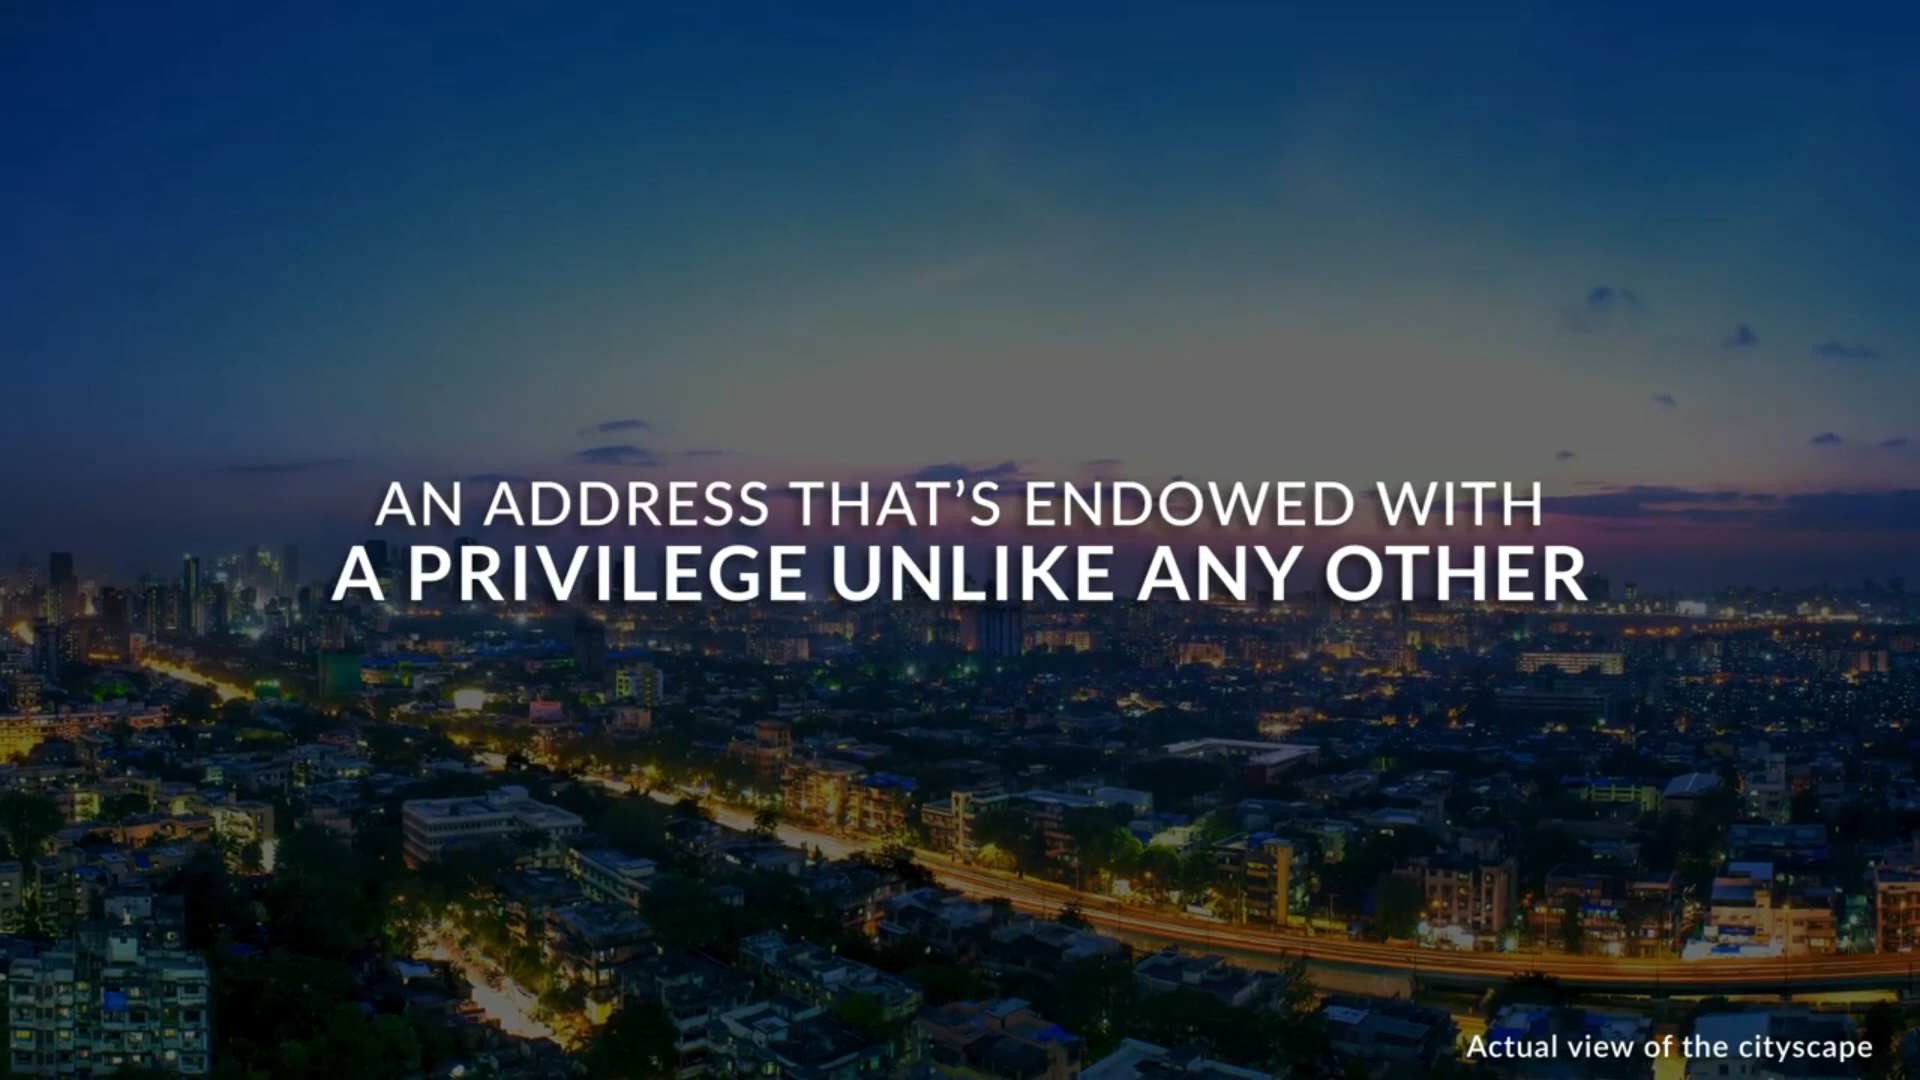 AN ADDRESS THAT’S ENDOWED WITH
A PRIVILEGE UNLIKE ANY OTHER
Actual view of the cityscape